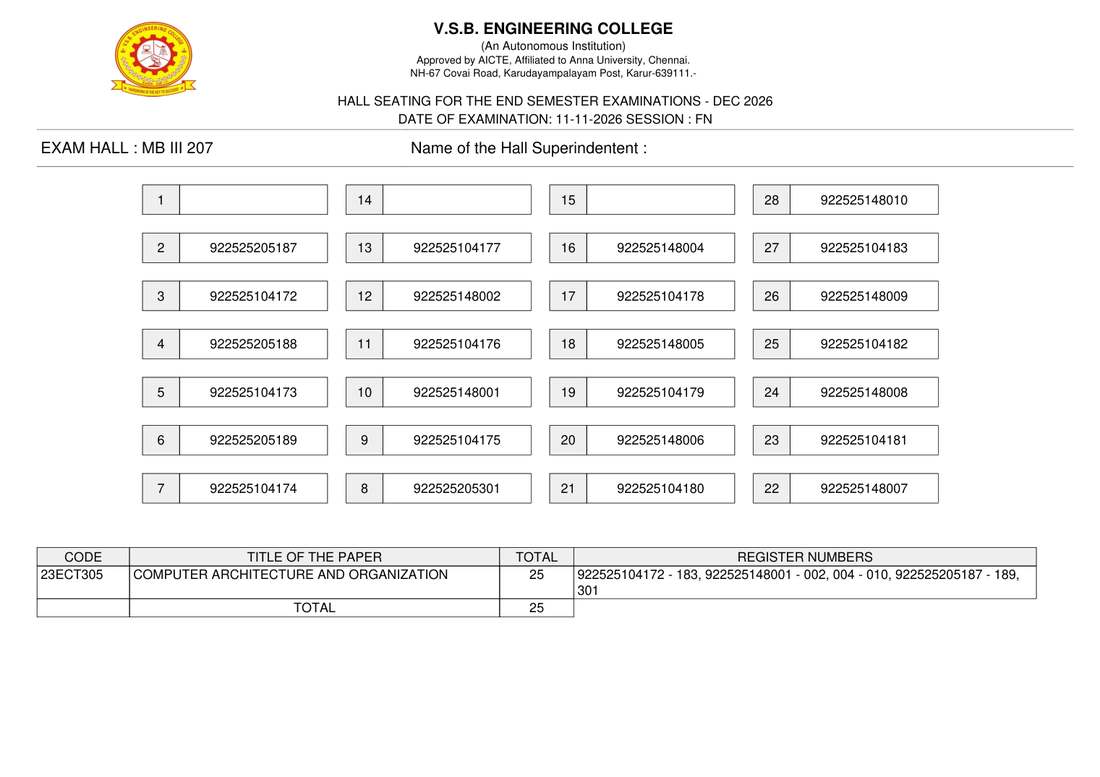 V.S.B. ENGINEERING COLLEGE
(An Autonomous Institution)
Approved by AICTE, Affiliated to Anna University, Chennai.
NH-67 Covai Road, Karudayampalayam Post, Karur-639111.-
HALL SEATING FOR THE END SEMESTER EXAMINATIONS - DEC 2026
DATE OF EXAMINATION: 11-11-2026 SESSION : FN
EXAM HALL : MB III 207 Name of the Hall Superindentent :
1 14 15 28 922525148010
2 922525205187 13 922525104177 16 922525148004 27 922525104183
3 922525104172 12 922525148002 17 922525104178 26 922525148009
4 922525205188 11 922525104176 18 922525148005 25 922525104182
5 922525104173 10 922525148001 19 922525104179 24 922525148008
6 922525205189 9 922525104175 20 922525148006 23 922525104181
7 922525104174 8 922525205301 21 922525104180 22 922525148007
CODE TITLE OF THE PAPER TOTAL REGISTER NUMBERS
23ECT305 COMPUTER ARCHITECTURE AND ORGANIZATION 25 922525104172 - 183, 922525148001 - 002, 004 - 010, 922525205187 - 189,
301
TOTAL 25